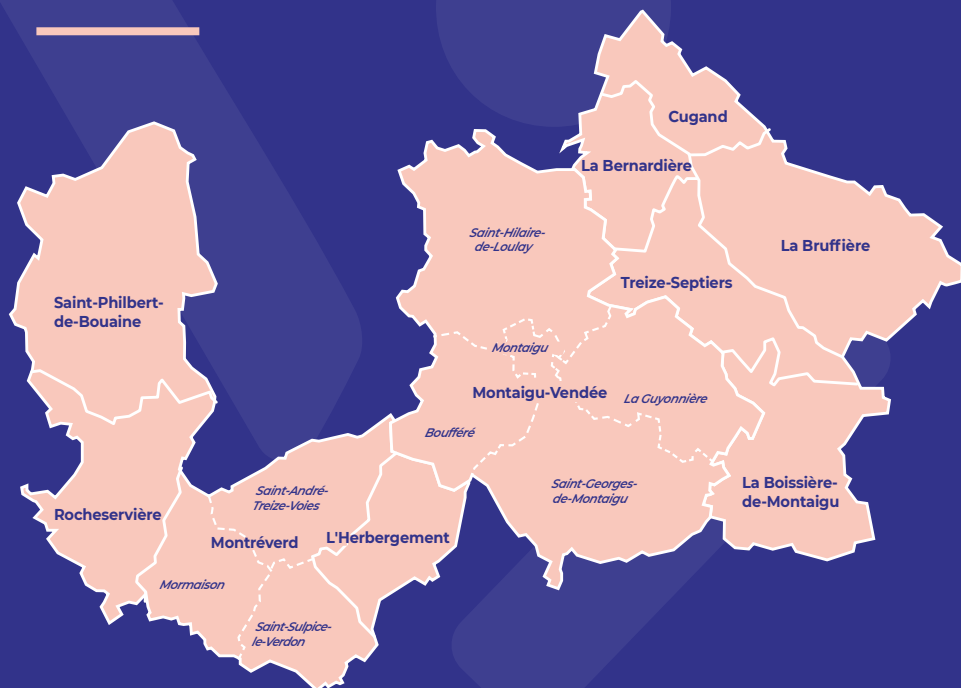 Cugand
La Bernardière
Saint-Hilaire-
de-Loulay
La Bruffière
Treize-Septiers
Saint-Philbert-
de-Bouaine
Montaigu
Montaigu-Vendée
La Guyonnière
Boufféré
Saint-Georges-
de-Montaigu
La Boissière-
de-Montaigu
Saint-André-
Treize-Voies
Rocheservière
Montréverd
L'Herbergement
Mormaison
Saint-Sulpice-
le-Verdon